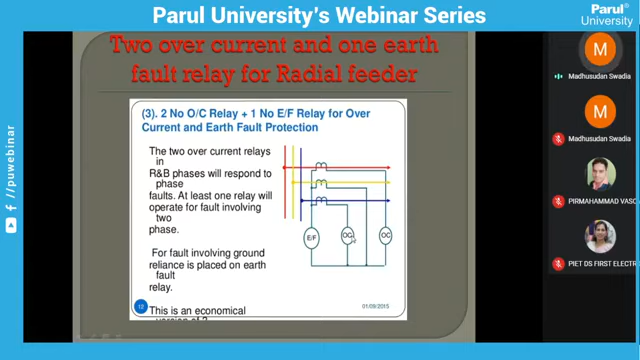 Parul University's Webinar Series
Parul®
University
/puwebinar
Two over current and one earth
fault relay for Radial feeder
(3). 2 No O/C Relay + 1 No E/F Relay for Over
Current and Earth Fault Protection
The two over current relays
in
R&B phases will respond to
phase
faults. At least one relay will
operate for fault involving
two
phase.
For fault involving ground
reliance is placed on earth
fault
relay.
This is an economical
version of 3
E/F
OC
OC
12
01/09/2015
M
Madhusudan Swadia
M
Madhusudan Swadia
PIRMAHAMMAD VASO
PIET DS FIRST ELECTR